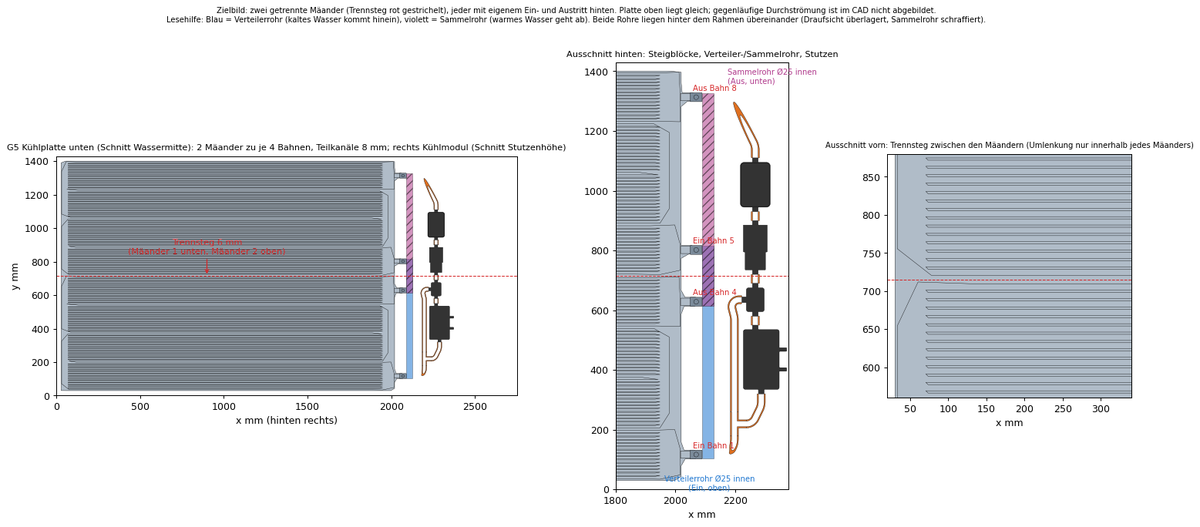 Zielbild: zwei getrennte Mäander (Trennsteg rot gestrichelt), jeder mit eigenem Ein- und Austritt hinten. Platte oben liegt gleich; gegenläufige Durchströmung ist im CAD nicht abgebildet.
Lesehilfe: Blau = Verteilerrohr (kaltes Wasser kommt hinein), violett = Sammelrohr (warmes Wasser geht ab). Beide Rohre liegen hinter dem Rahmen übereinander (Draufsicht überlagert, Sammelrohr schraffiert).
G5 Kühlplatte unten (Schnitt Wassermitte): 2 Mäander zu je 4 Bahnen, Teilkanäle 8 mm; rechts Kühlmodul (Schnitt Stutzenhöhe)
y mm
1400
1200
1000
800
600
400
200
0
(Mäander 1 unten, Mäander 2 oben)
0
500
1000
1500
2000
2500
x mm (hinten rechts)
Ausschnitt hinten: Steigblöcke, Verteiler-/Sammelrohr, Stutzen
1400
1200
1000
800
600
400
200
0
Sammelrohr Ø25 innen
(Aus, unten)
Aus Bahn 8
Ein Bahn 5
Aus Bahn 4
Ein Bahn 1
Verteilerrohr Ø25 innen
(Ein, oben)
1800
2000
2200
x mm
Ausschnitt vorn: Trennsteg zwischen den Mäandern (Umlenkung nur innerhalb jedes Mäanders)
850
800
750
700
650
600
50
100
150
200
250
300
x mm